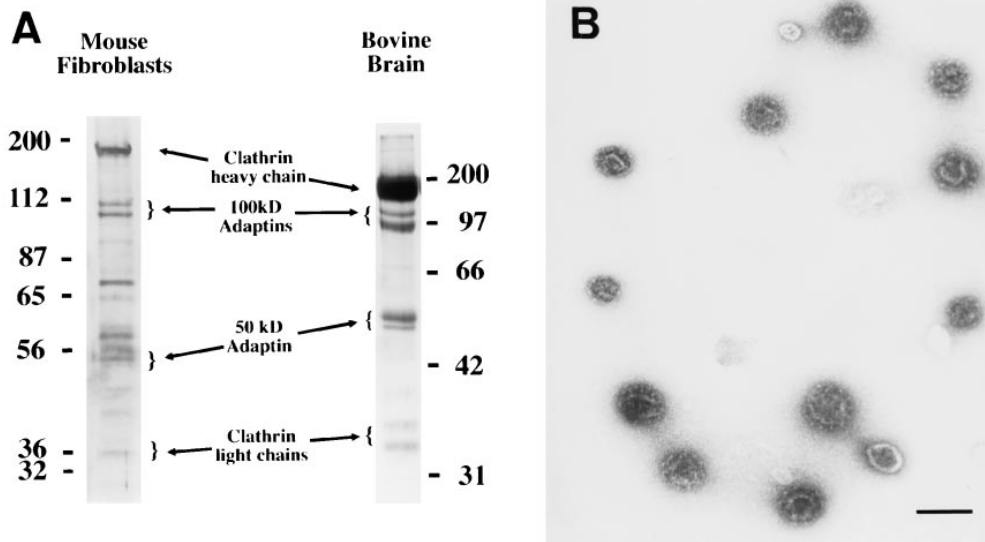 A
B
Mouse
Fibroblasts
Bovine
Brain
200 -
112 -
87 -
65 -
56 -
36 -
32 -
Clathrin
heavy chain
100kD
Adaptins
50 kD
Adaptin
Clathrin
light chains
- 200
- 97
- 66
- 42
- 31